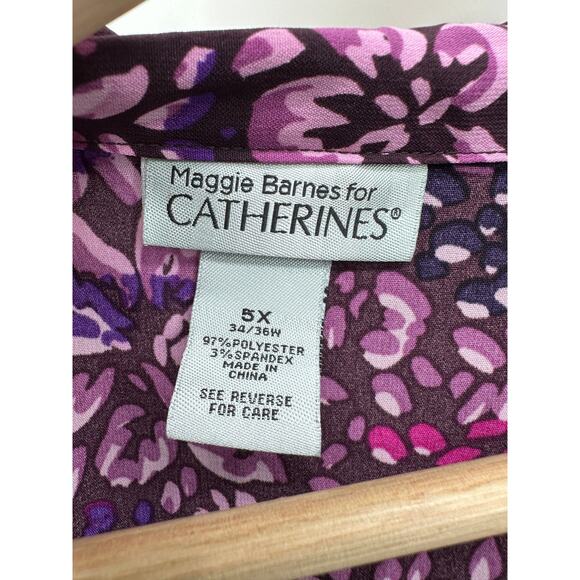 Maggie Barnes for
CATHERINES®
5X
34/36W
97% POLYESTER
3% SPANDEX
MADE IN
CHINA
SEE REVERSE
FOR CARE